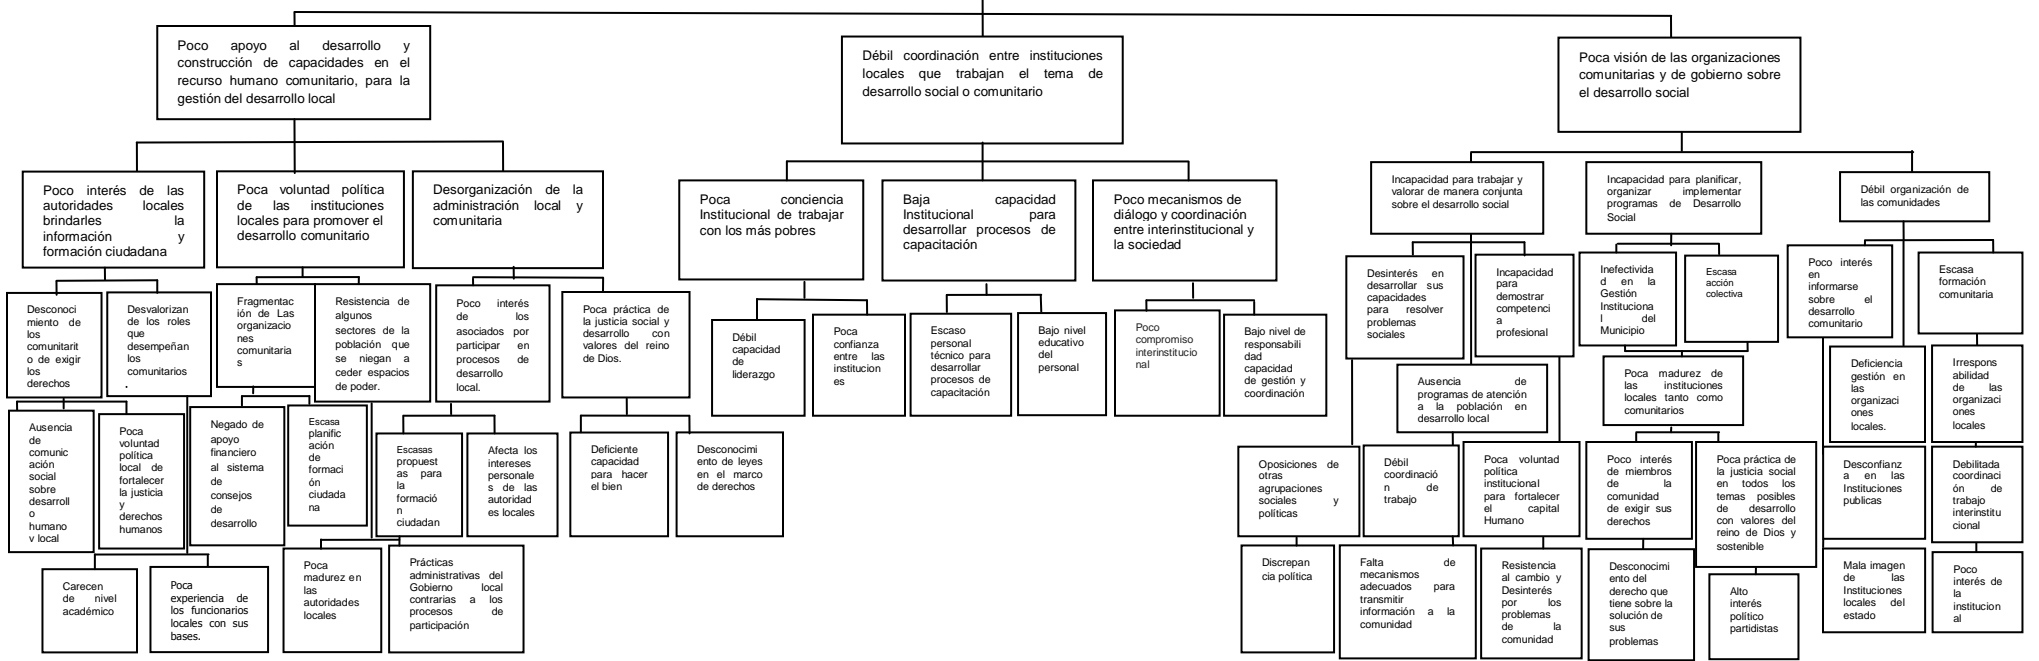 Poco apoyo al desarrollo y
construcción de capacidades en el
recurso humano comunitario, para la
gestión del desarrollo local
Débil coordinación entre instituciones
locales que trabajan el tema de
desarrollo social o comunitario
Poca visión de las organizaciones
comunitarias y de gobierno sobre
el desarrollo social
Poco interés de las
autoridades locales
brindarles la
información y
formación ciudadana
Poca voluntad política
de las instituciones
locales para promover el
desarrollo comunitario
Desorganización de la
administración local y
comunitaria
Poca conciencia
Institucional de trabajar
con los más pobres
Baja capacidad
Institucional para
desarrollar procesos de
capacitación
Poco mecanismos de
diálogo y coordinación
entre interinstitucional y
la sociedad
Incapacidad para trabajar y
valorar de manera conjunta
sobre el desarrollo social
Incapacidad para planificar,
organizar implementar
programas de Desarrollo
Social
Débil organización de
las comunidades
Desconoci
miento de
los
comunitarit
o de exigir
los
derechos
Desvalorizan
de los roles
que
desempeñan
los
comunitarios
.
Fragmentac
ión de Las
organizacio
nes
comunitaria
s
Resistencia de
algunos
sectores de la
población que
se niegan a
ceder espacios
de poder.
Poco interés
de los
asociados por
participar en
procesos de
desarrollo
local.
Poca práctica de
la justicia social y
desarrollo con
valores del reino
de Dios.
Débil
capacidad
de
liderazgo
Poca
confianza
entre las
institucion
es
Escaso
personal
técnico para
desarrollar
procesos de
capacitación
Bajo nivel
educativo
del
personal
Poco
compromiso
interinstitucio
nal
Bajo nivel de
responsabili
dad
capacidad
de gestión y
coordinación
Desinterés en
desarrollar sus
capacidades
para resolver
problemas
sociales
Incapacidad
para
demostrar
competenci
a
profesional
Inefectivida
d en la
Gestión
Instituciona
l del
Municipio
Escasa
acción
colectiva
Poco interés
en
informarse
sobre el
desarrollo
comunitario
Escasa
formación
comunitaria
Ausencia de
programas de atención
a la población en
desarrollo local
Poca madurez de
las instituciones
locales tanto como
comunitarios
Deficiencia
gestión en las
organizaci
ones
locales.
Irrespons
abilidad
de las
organizaci
ones
locales
Ausencia
de
comunic
ación
social
sobre
desarroll
o
humano
y local
Poca
voluntad
política
local de
fortalecer
la justicia
y
derechos
humanos
Negado de
apoyo
financiero
al sistema
de
consejos
de
desarrollo
Escasa
planific
ación
de
formaci
ón
ciudada
na
Escasas
propuest
as para
la
formació
n
ciudadan
Afecta los
intereses
personale
s de las
autoridad
es locales
Deficiente
capacidad
para hacer
el bien
Desconocimi
ento de leyes
en el marco
de derechos
Oposiciones de
otras
agrupaciones
sociales y
políticas
Débil
coordinació
n de
trabajo
Poca voluntad
política
institucional
para fortalecer
el capital
Humano
Poco interés
de miembros
de la
comunidad
de exigir sus
derechos
Poca práctica de
la justicia social
en todos los
temas posibles
de desarrollo
con valores del
reino de Dios y
sostenible
Desconfianz
a en las
Instituciones
publicas
Debilitada
coordinaci
ón de
trabajo
interinstitu
cional
Carecen
de nivel
académico
Poca
experiencia de
los funcionarios
locales con sus
bases.
Poca
madurez en
las
autoridades
locales
Prácticas
administrativas del
Gobierno local
contrarias a los
procesos de
participación
Discrepan
cia política
Falta de
mecanismos
adecuados para
transmitir
información a la
comunidad
Resistencia
al cambio y
Desinterés
por los
problemas
de la
comunidad
Desconocimi
ento del
derecho que
tiene sobre la
solución de
sus
problemas
Alto
interés
político
partidistas
Mala imagen
de las
Instituciones
locales del
estado
Poco
interés de
la
institucion
al